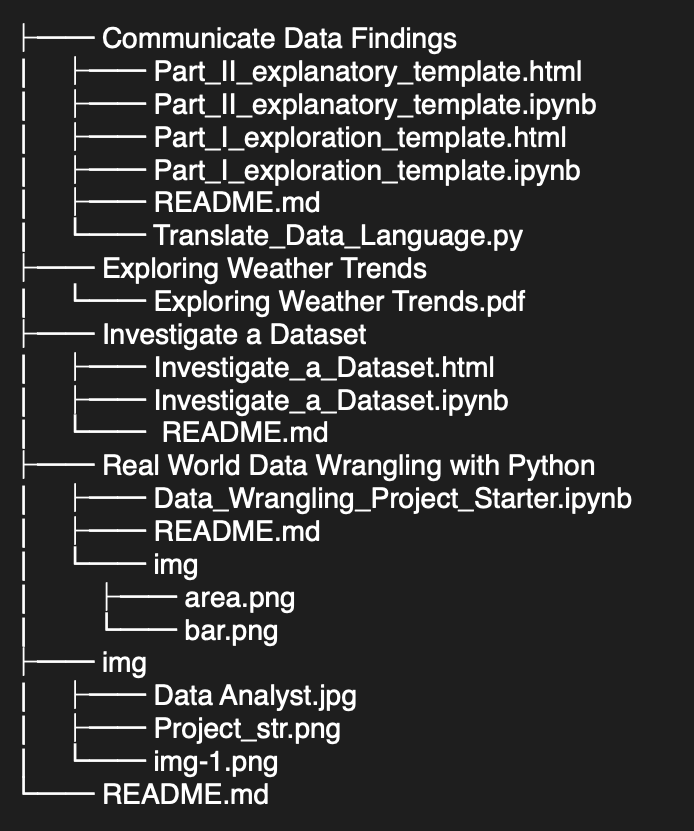 ├── Communicate Data Findings
│   ├── Part_II_explanatory_template.html
│   ├── Part_II_explanatory_template.ipynb
│   ├── Part_I_exploration_template.html
│   ├── Part_I_exploration_template.ipynb
│   ├── README.md
│   └── Translate_Data_Language.py
├── Exploring Weather Trends
│   └── Exploring Weather Trends.pdf
├── Investigate a Dataset
│   ├── Investigate_a_Dataset.html
│   ├── Investigate_a_Dataset.ipynb
│   └── README.md
├── Real World Data Wrangling with Python
│   ├── Data_Wrangling_Project_Starter.ipynb
│   ├── README.md
│   └── img
│       ├── area.png
│       └── bar.png
├── img
│   ├── Data Analyst.jpg
│   ├── Project_str.png
│   └── img-1.png
└── README.md